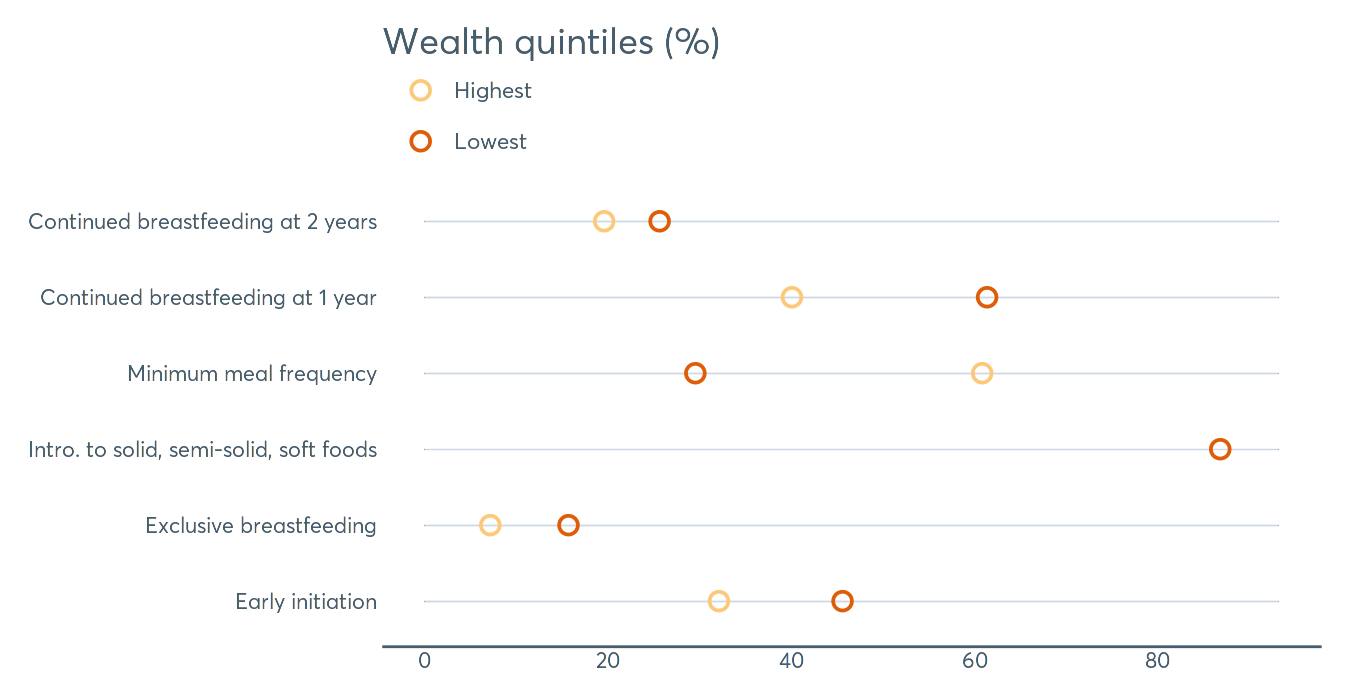 Wealth quintiles (%)
Highest
Lowest
Continued breastfeeding at 2 years
Continued breastfeeding at 1 year
Minimum meal frequency
Intro. to solid, semi-solid, soft foods
Exclusive breastfeeding
Early initiation
0 20 40 60 80